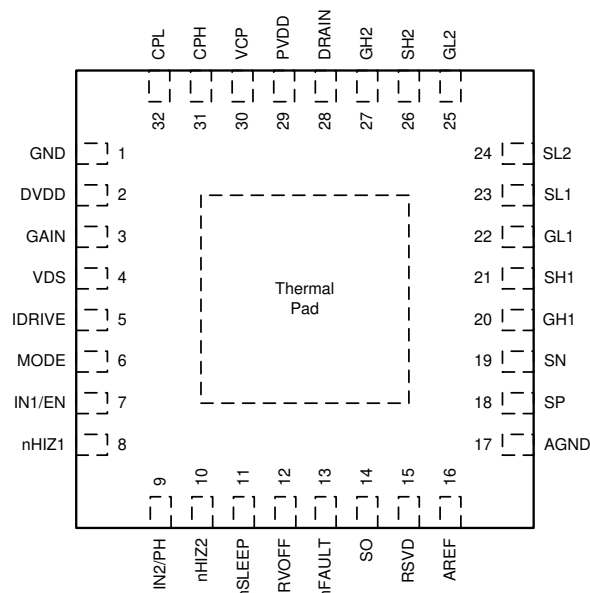 CPL
CPH
VCP
PVDD
DRAIN
GH2
SH2
GL2
32
31
30
29
28
27
26
25
GND 1
DVDD 2
GAIN 3
VDS 4
IDRIVE 5
MODE 6
IN1/EN 7
nHIZ1 8
24 SL2
23 SL1
22 GL1
21 SH1
20 GH1
19 SN
18 SP
17 AGND
Thermal
Pad
9
10
11
12
13
14
15
16
IN2/PH
nHIZ2
SO
RSVD
AREF